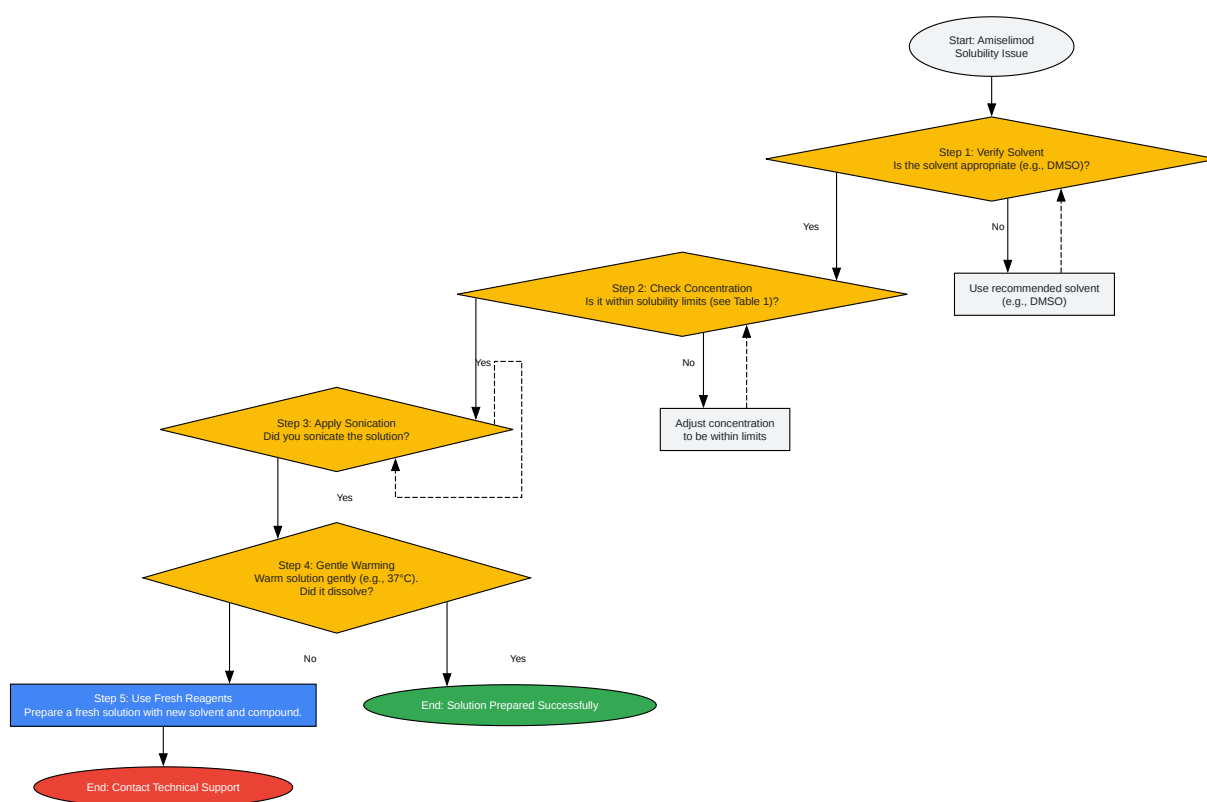 Start: Amiselimod
Solubility Issue
Step 1: Verify Solvent
Is the solvent appropriate (e.g., DMSO)?
Yes
No
Use recommended solvent
(e.g., DMSO)
Step 2: Check Concentration
Is it within solubility limits (see Table 1)?
Yes
No
Adjust concentration
to be within limits
Step 3: Apply Sonication
Did you sonicate the solution?
Yes
Step 4: Gentle Warming
Warm solution gently (e.g., 37°C).
Did it dissolve?
No
Yes
Step 5: Use Fresh Reagents
Prepare a fresh solution with new solvent and compound.
End: Solution Prepared Successfully
End: Contact Technical Support